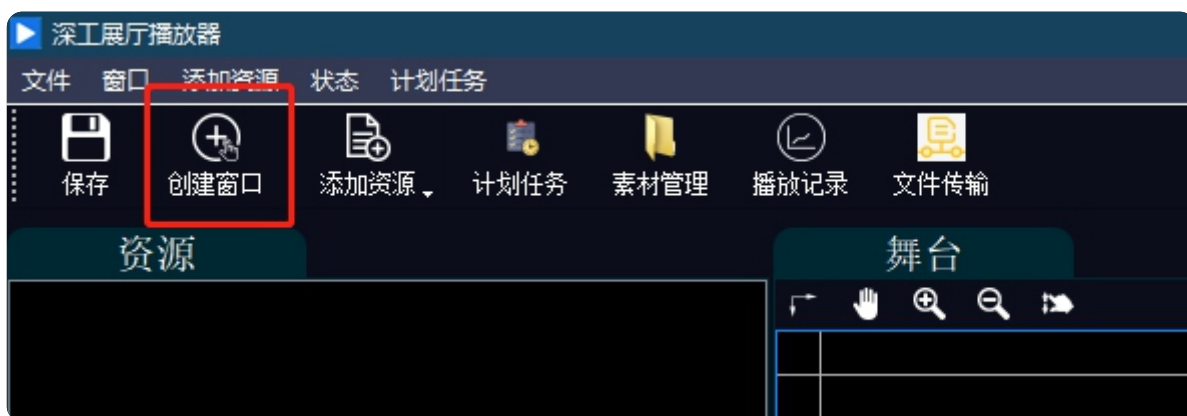 深工展厅播放器
文件 窗口 添加资源 状态 计划任务
保存 创建窗口 添加资源 计划任务 素材管理 播放记录 文件传输
资源 舞台